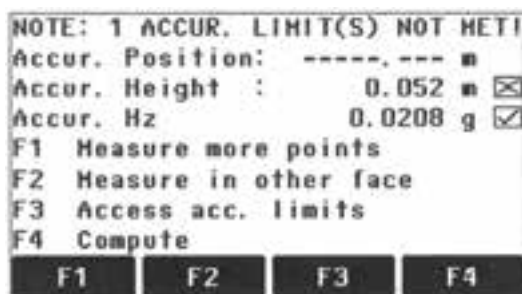 NOTE: 1 ACCUR. LIMIT(S) NOT MET!
Accur. Position: -----.--- m
Accur. Height : 0.052 m ☒
Accur. Hz 0.0208 g ☑
F1 Measure more points
F2 Measure in other face
F3 Access acc. limits
F4 Compute
F1 F2 F3 F4